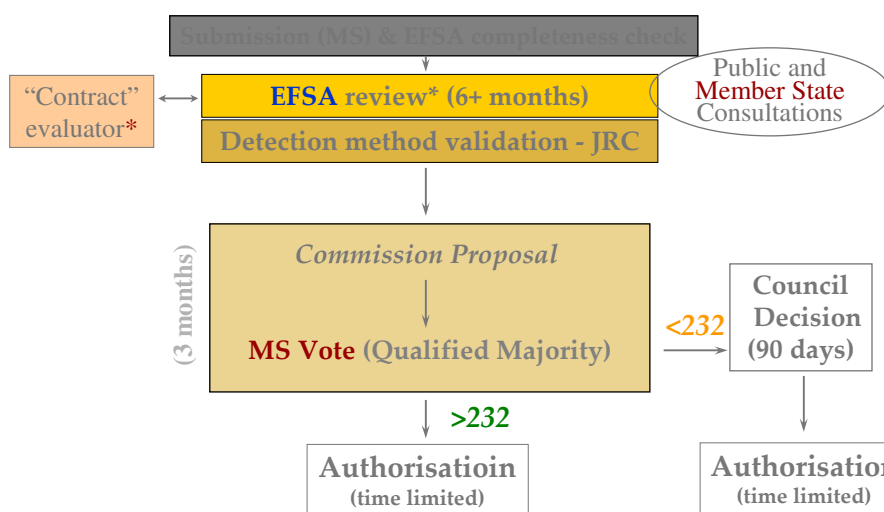 Submission (MS) & EFSA completeness check
“Contract”
evaluator*
EFSA review* (6+ months)
Public and
Member State
Consultations
Detection method validation - JRC
(3 months)
Commission Proposal
MS Vote (Qualified Majority)
<232
Council
Decision
(90 days)
>232
Authorisatioin
(time limited)
Authorisation
(time limited)